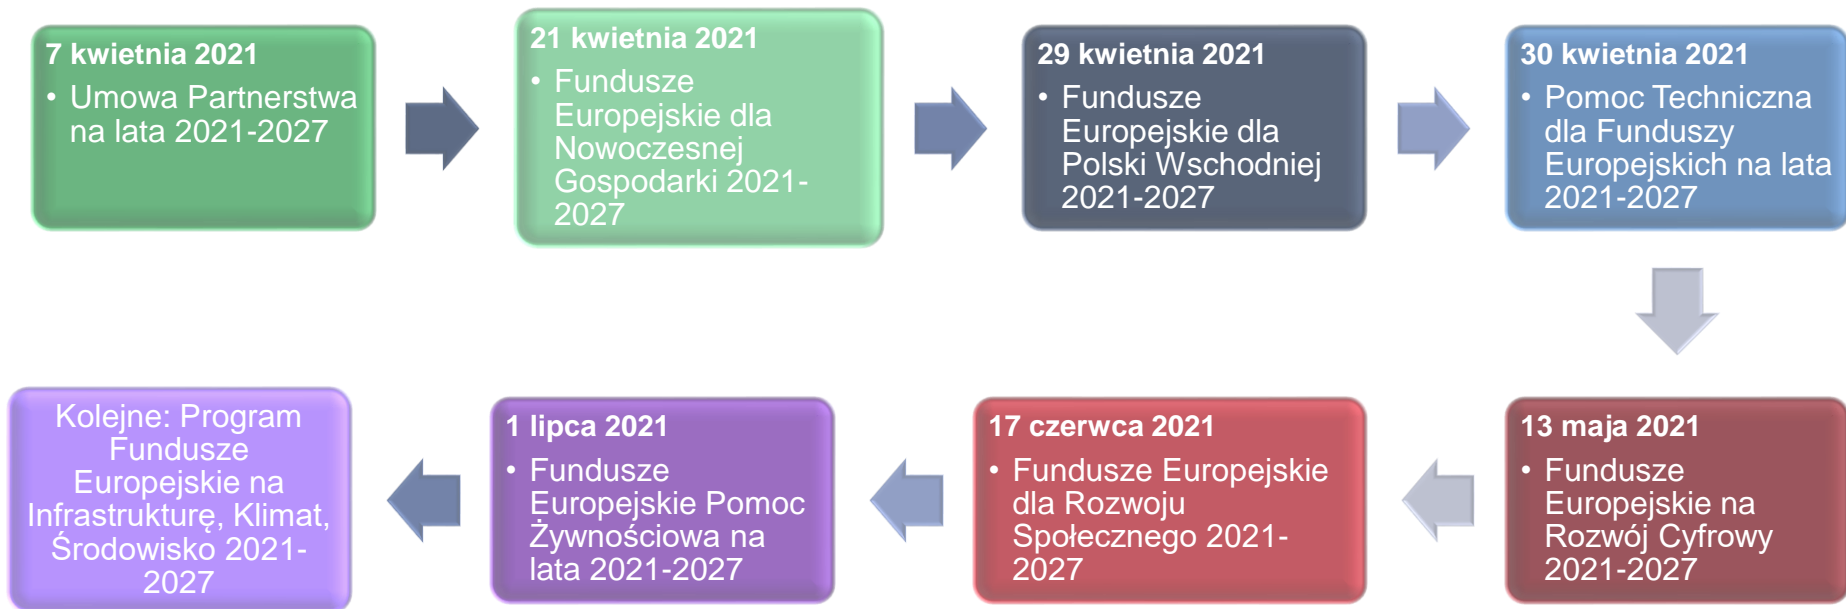 7 kwietnia 2021
• Umowa Partnerstwa
na lata 2021-2027
21 kwietnia 2021
• Fundusze
Europejskie dla
Nowoczesnej
Gospodarki 2021-
2027
29 kwietnia 2021
• Fundusze
Europejskie dla
Polski Wschodniej
2021-2027
30 kwietnia 2021
• Pomoc Techniczna
dla Funduszy
Europejskich na lata
2021-2027
13 maja 2021
• Fundusze
Europejskie na
Rozwój Cyfrowy
2021-2027
17 czerwca 2021
• Fundusze Europejskie
dla Rozwoju
Społecznego 2021-
2027
1 lipca 2021
• Fundusze
Europejskie Pomoc
Żywnościowa na
lata 2021-2027
Kolejne: Program
Fundusze
Europejskie na
Infrastrukturę, Klimat,
Środowisko 2021-
2027